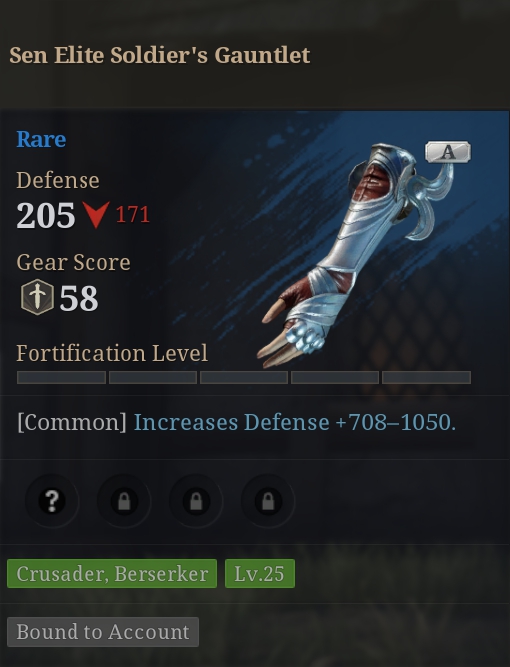 Sen Elite Soldier's Gauntlet
Rare
A
Defense
205 171
Gear Score
58
Fortification Level
[Common] Increases Defense +708–1050.
?
Crusader, Berserker Lv.25
Bound to Account